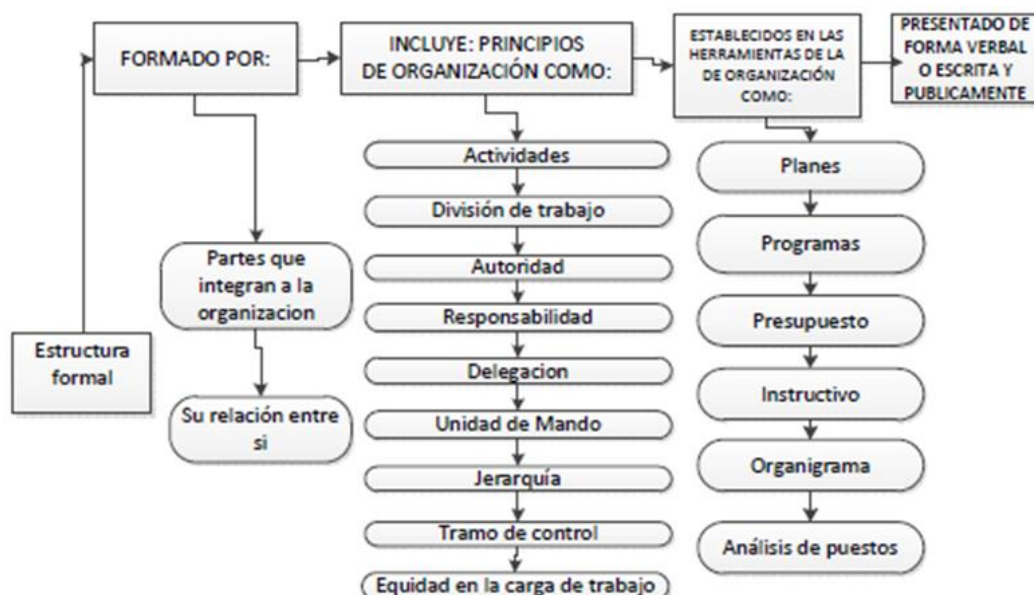 FORMADO POR:
INCLUYE: PRINCIPIOS
DE ORGANIZACIÓN COMO:
ESTABLECIDOS EN LAS
HERRAMIENTAS DE LA
DE ORGANIZACIÓN
COMO:
PRESENTADO DE
FORMA VERBAL
O ESCRITA Y
PUBLICAMENTE
Estructura
formal
Partes que
integran a la
organizacion
Su relación entre
si
Actividades
División de trabajo
Autoridad
Responsabilidad
Delegacion
Unidad de Mando
Jerarquía
Tramo de control
Equidad en la carga de trabajo
Planes
Programas
Presupuesto
Instructivo
Organigrama
Análisis de puestos